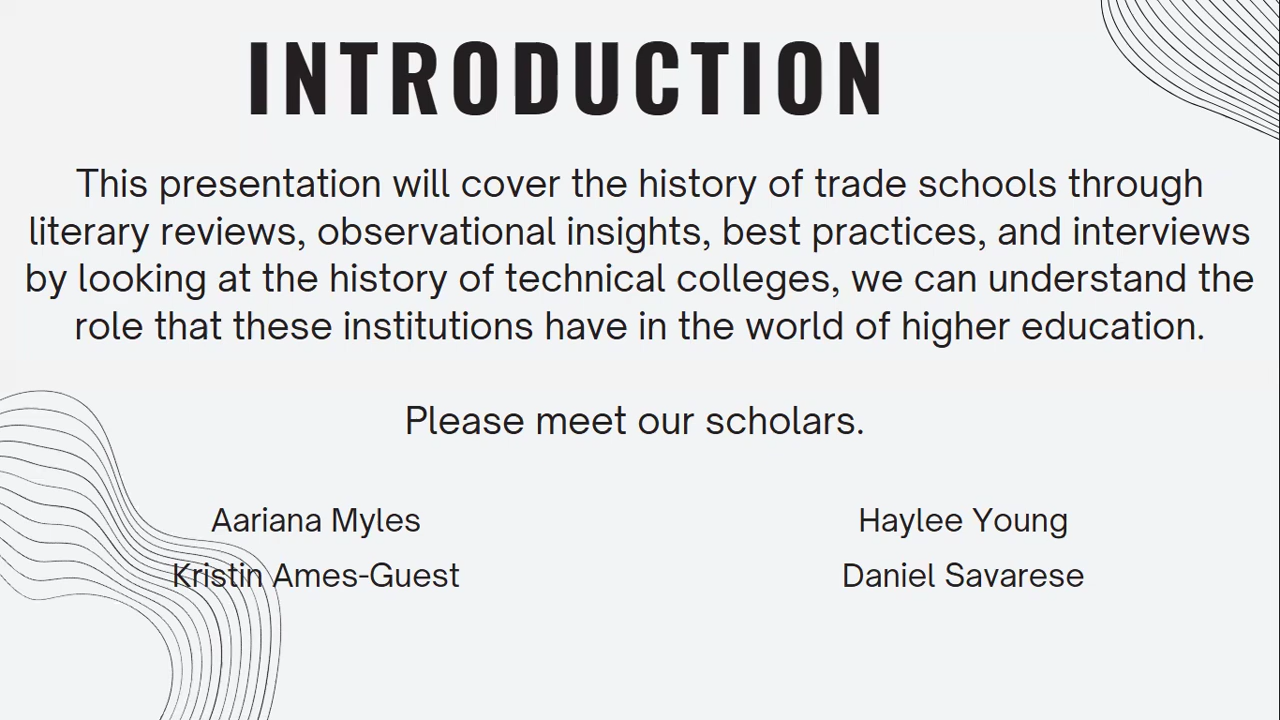 INTRODUCTION
This presentation will cover the history of trade schools through
literary reviews, observational insights, best practices, and interviews
by looking at the history of technical colleges, we can understand the
role that these institutions have in the world of higher education.
Please meet our scholars.
Aariana Myles
Kristin Ames-Guest
Haylee Young
Daniel Savarese